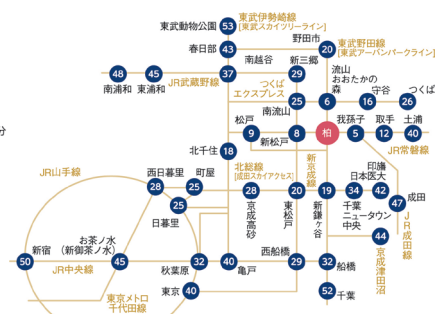 東武伊勢崎線
[東武スカイツリーライン]
東武動物公園 53
野田市
春日部 43
20 東武野田線
[東武アーバンパークライン]
南越谷
新三郷
48 45 37 29
南浦和 東浦和
JR武蔵野線
つくば
エクスプレス
流山
おおたかの
森
守谷 つくば
25 6 16 26
南流山
松戸
我孫子 取手 土浦
9 8 柏 5 12 40
新松戸
JR常磐線
北千住 18
北総線
[成田スカイアクセス]
新京成線
印旛
日本医大
JR山手線
西日暮里 町屋
28 25 28 20 19 34 42
25
日暮里
京成高砂
東松戸
新鎌ヶ谷
千葉
ニュータウン
中央
47 成田
JR成田線
44
京成津田沼
お茶ノ水
(新御茶ノ水)
新宿
西船橋
50 45 32 40 29 32 船橋
JR中央線
秋葉原
亀戸
東京 40
52 千葉
東京メトロ
千代田線
分